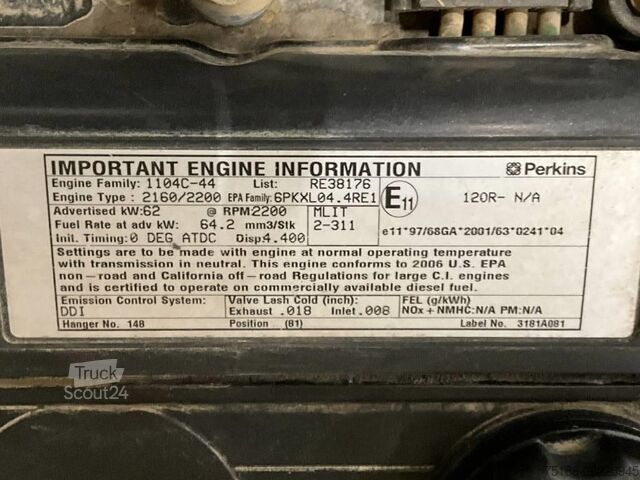 IMPORTANT ENGINE INFORMATION Perkins
Engine Family: 1104C-44 List: RE38176
Engine Type : 2160/2200 EPA Family: 6PKXL04.4RE1 E11 120R- N/A
Advertised kW: 62 @ RPM 2200 MLIT
Fuel Rate at adv kW: 64.2 mm3/Stk 2-311 e11*97/68GA*2001/63*0241*04
Init. Timing: 0 DEG ATDC Disp 4.400
Settings are to be made with engine at normal operating temperature
with transmission in neutral. This engine conforms to 2006 U.S. EPA
non-road and California off-road Regulations for large C.I. engines
and is certified to operate on commercially available diesel fuel.
Emission Control System: Valve Lash Cold (inch): FEL (g/kWh)
DDI Exhaust .018 Inlet .008 NOx + NMHC: N/A PM: N/A
Hanger No. 148 Position (81) Label No. 3181A081
Truck
Scout24